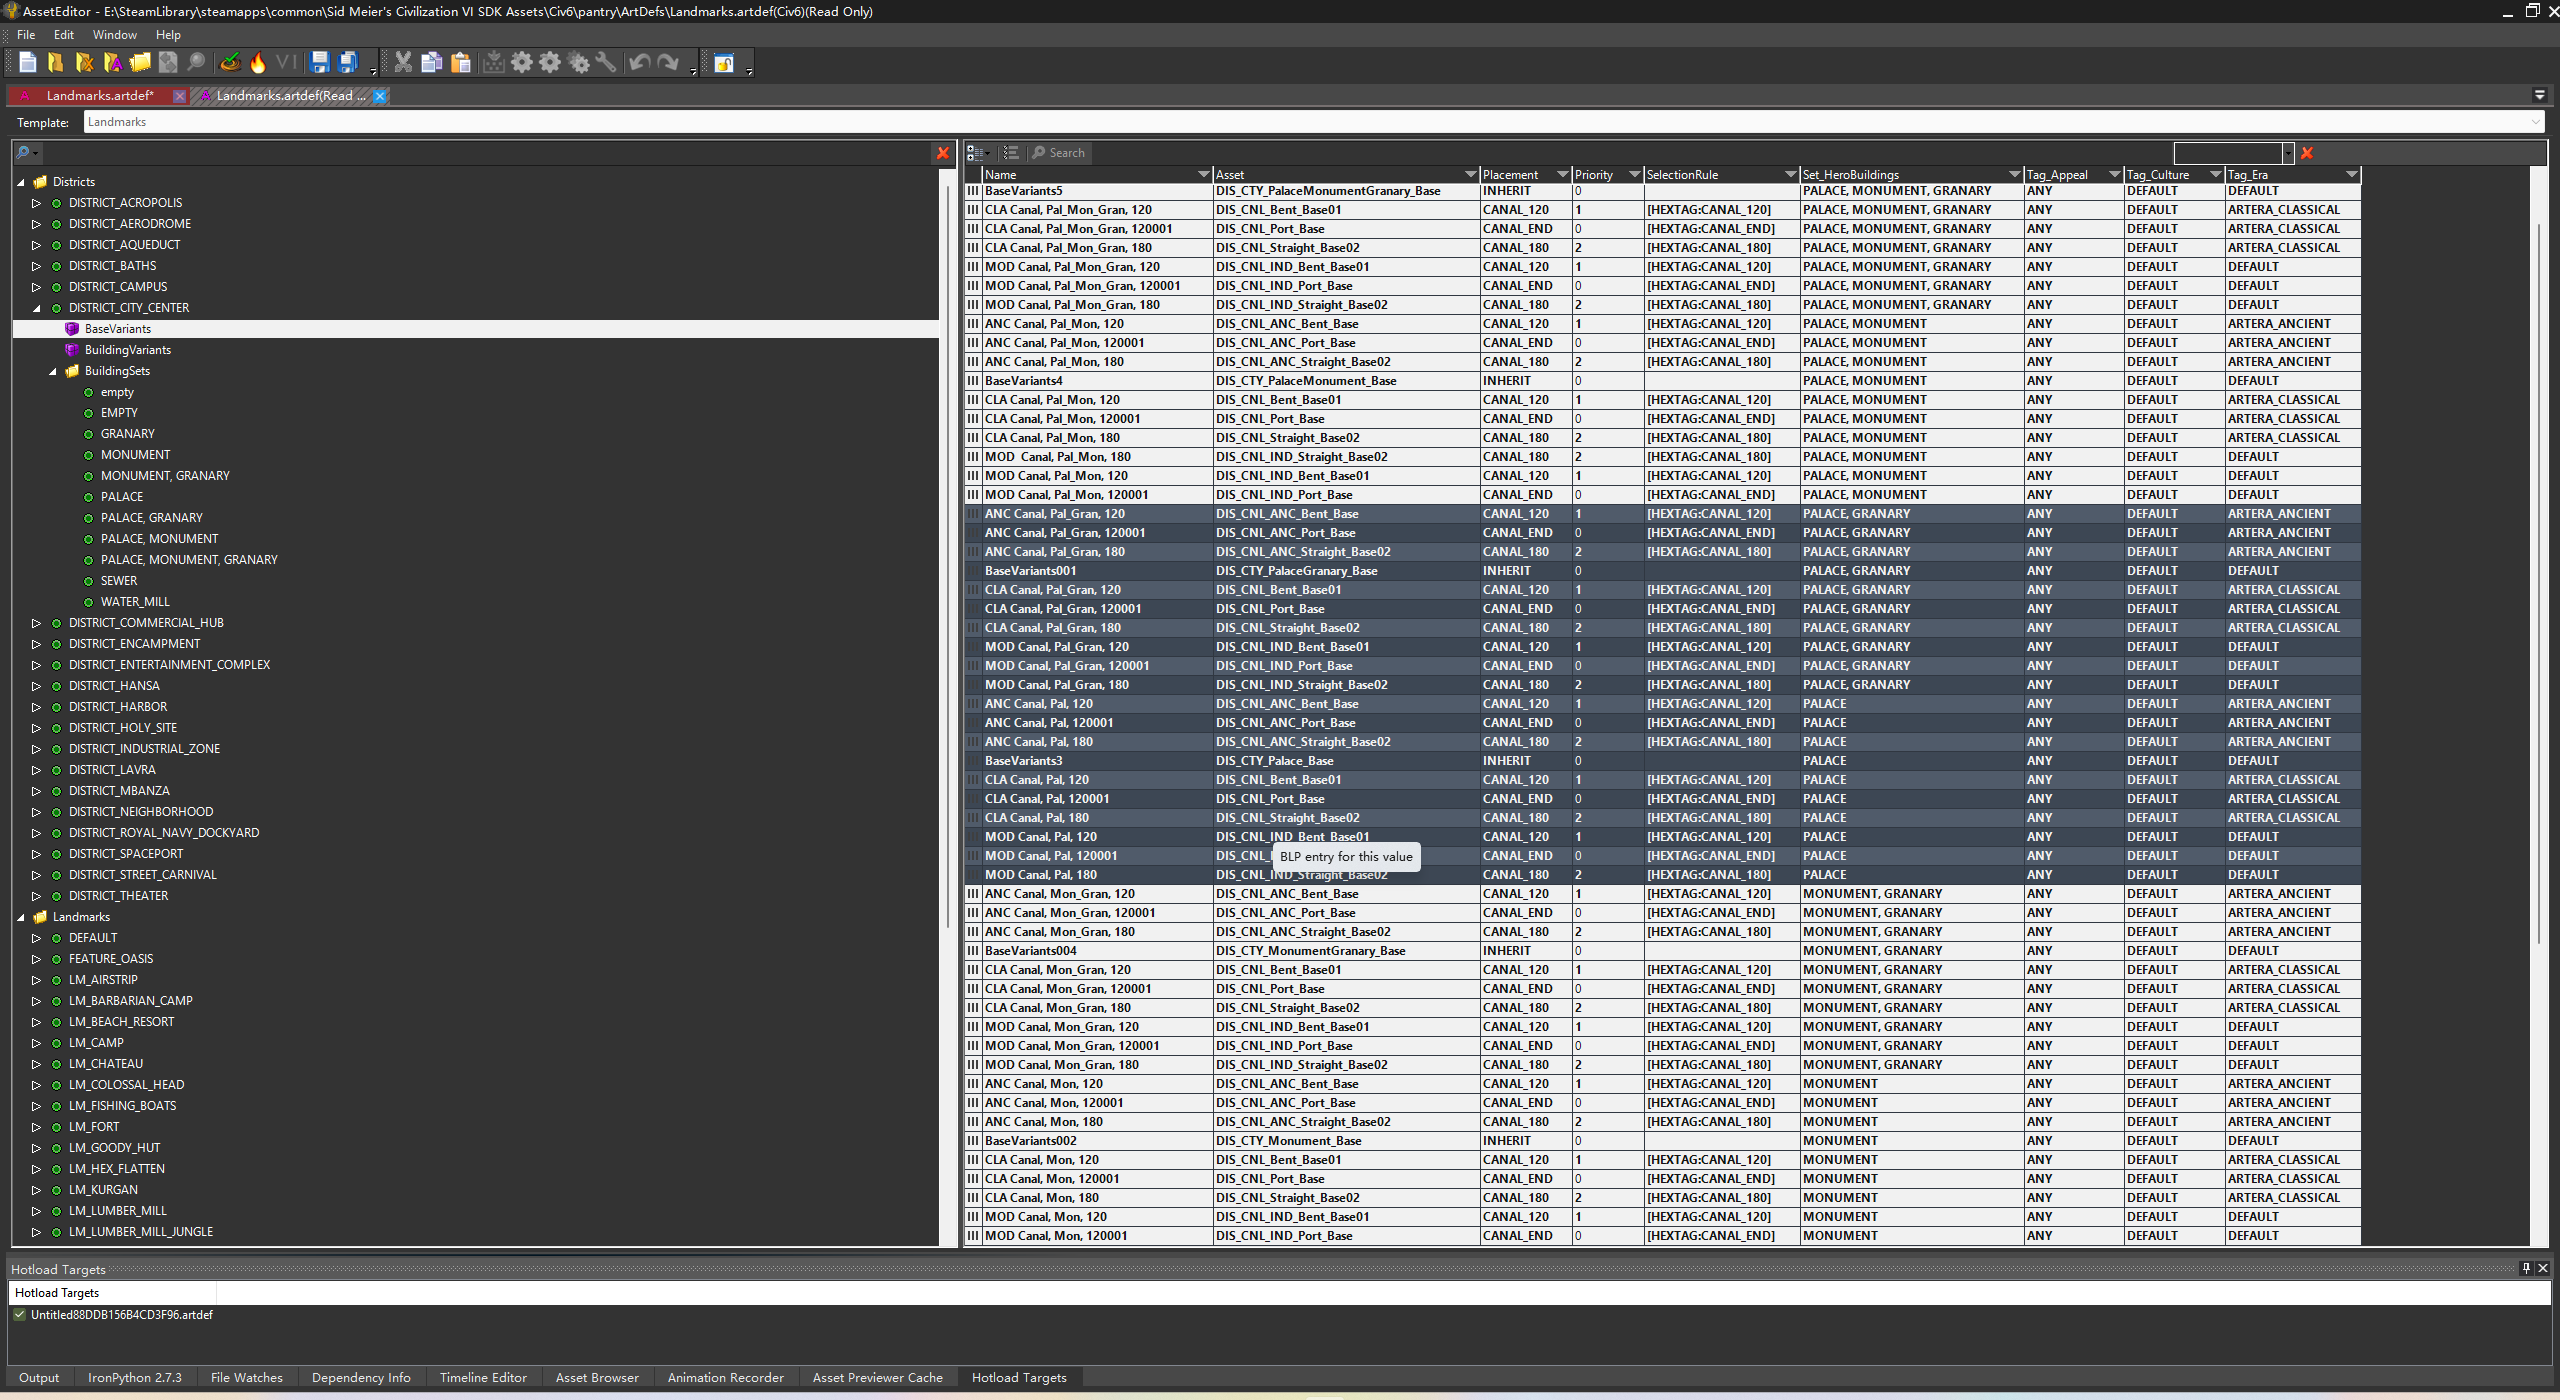 AssetEditor - E:\SteamLibrary\steamapps\common\Sid Meier's Civilization VI SDK Assets\Civ6\pantry\ArtDefs\Landmarks.artdef(Civ6)(Read Only)
File Edit Window Help
Landmarks.artdef* Landmarks.artdef(Read ...
Template: Landmarks
Districts
DISTRICT_ACROPOLIS
DISTRICT_AERODROME
DISTRICT_AQUEDUCT
DISTRICT_BATHS
DISTRICT_CAMPUS
DISTRICT_CITY_CENTER
BaseVariants
BuildingVariants
BuildingSets
empty
EMPTY
GRANARY
MONUMENT
MONUMENT, GRANARY
PALACE
PALACE, GRANARY
PALACE, MONUMENT
PALACE, MONUMENT, GRANARY
SEWER
WATER_MILL
DISTRICT_COMMERCIAL_HUB
DISTRICT_ENCAMPMENT
DISTRICT_ENTERTAINMENT_COMPLEX
DISTRICT_HANSA
DISTRICT_HARBOR
DISTRICT_HOLY_SITE
DISTRICT_INDUSTRIAL_ZONE
DISTRICT_LAVRA
DISTRICT_MBANZA
DISTRICT_NEIGHBORHOOD
DISTRICT_ROYAL_NAVY_DOCKYARD
DISTRICT_SPACEPORT
DISTRICT_STREET_CARNIVAL
DISTRICT_THEATER
Landmarks
DEFAULT
FEATURE_OASIS
LM_AIRSTRIP
LM_BARBARIAN_CAMP
LM_BEACH_RESORT
LM_CAMP
LM_CHATEAU
LM_COLOSSAL_HEAD
LM_FISHING_BOATS
LM_FORT
LM_GOODY_HUT
LM_HEX_FLATTEN
LM_KURGAN
LM_LUMBER_MILL
LM_LUMBER_MILL_JUNGLE
Search
Name Asset Placement Priority SelectionRule Set_HeroBuildings Tag_Appeal Tag_Culture Tag_Era
BaseVariants5 DIS_CTY_PalaceMonumentGranary_Base INHERIT 0 PALACE, MONUMENT, GRANARY ANY DEFAULT DEFAULT
CLA Canal, Pal_Mon_Gran, 120 DIS_CNL_Bent_Base01 CANAL_120 1 [HEXTAG:CANAL_120] PALACE, MONUMENT, GRANARY ANY DEFAULT ARTERA_CLASSICAL
CLA Canal, Pal_Mon_Gran, 120001 DIS_CNL_Port_Base CANAL_END 0 [HEXTAG:CANAL_END] PALACE, MONUMENT, GRANARY ANY DEFAULT ARTERA_CLASSICAL
CLA Canal, Pal_Mon_Gran, 180 DIS_CNL_Straight_Base02 CANAL_180 2 [HEXTAG:CANAL_180] PALACE, MONUMENT, GRANARY ANY DEFAULT ARTERA_CLASSICAL
MOD Canal, Pal_Mon_Gran, 120 DIS_CNL_IND_Bent_Base01 CANAL_120 1 [HEXTAG:CANAL_120] PALACE, MONUMENT, GRANARY ANY DEFAULT DEFAULT
MOD Canal, Pal_Mon_Gran, 120001 DIS_CNL_IND_Port_Base CANAL_END 0 [HEXTAG:CANAL_END] PALACE, MONUMENT, GRANARY ANY DEFAULT DEFAULT
MOD Canal, Pal_Mon_Gran, 180 DIS_CNL_IND_Straight_Base02 CANAL_180 2 [HEXTAG:CANAL_180] PALACE, MONUMENT, GRANARY ANY DEFAULT DEFAULT
ANC Canal, Pal_Mon, 120 DIS_CNL_ANC_Bent_Base CANAL_120 1 [HEXTAG:CANAL_120] PALACE, MONUMENT ANY DEFAULT ARTERA_ANCIENT
ANC Canal, Pal_Mon, 120001 DIS_CNL_ANC_Port_Base CANAL_END 0 [HEXTAG:CANAL_END] PALACE, MONUMENT ANY DEFAULT ARTERA_ANCIENT
ANC Canal, Pal_Mon, 180 DIS_CNL_ANC_Straight_Base02 CANAL_180 2 [HEXTAG:CANAL_180] PALACE, MONUMENT ANY DEFAULT ARTERA_ANCIENT
BaseVariants4 DIS_CTY_PalaceMonument_Base INHERIT 0 PALACE, MONUMENT ANY DEFAULT DEFAULT
CLA Canal, Pal_Mon, 120 DIS_CNL_Bent_Base01 CANAL_120 1 [HEXTAG:CANAL_120] PALACE, MONUMENT ANY DEFAULT ARTERA_CLASSICAL
CLA Canal, Pal_Mon, 120001 DIS_CNL_Port_Base CANAL_END 0 [HEXTAG:CANAL_END] PALACE, MONUMENT ANY DEFAULT ARTERA_CLASSICAL
CLA Canal, Pal_Mon, 180 DIS_CNL_Straight_Base02 CANAL_180 2 [HEXTAG:CANAL_180] PALACE, MONUMENT ANY DEFAULT ARTERA_CLASSICAL
MOD  Canal, Pal_Mon, 180 DIS_CNL_IND_Straight_Base02 CANAL_180 2 [HEXTAG:CANAL_180] PALACE, MONUMENT ANY DEFAULT DEFAULT
MOD Canal, Pal_Mon, 120 DIS_CNL_IND_Bent_Base01 CANAL_120 1 [HEXTAG:CANAL_120] PALACE, MONUMENT ANY DEFAULT DEFAULT
MOD Canal, Pal_Mon, 120001 DIS_CNL_IND_Port_Base CANAL_END 0 [HEXTAG:CANAL_END] PALACE, MONUMENT ANY DEFAULT DEFAULT
ANC Canal, Pal_Gran, 120 DIS_CNL_ANC_Bent_Base CANAL_120 1 [HEXTAG:CANAL_120] PALACE, GRANARY ANY DEFAULT ARTERA_ANCIENT
ANC Canal, Pal_Gran, 120001 DIS_CNL_ANC_Port_Base CANAL_END 0 [HEXTAG:CANAL_END] PALACE, GRANARY ANY DEFAULT ARTERA_ANCIENT
ANC Canal, Pal_Gran, 180 DIS_CNL_ANC_Straight_Base02 CANAL_180 2 [HEXTAG:CANAL_180] PALACE, GRANARY ANY DEFAULT ARTERA_ANCIENT
BaseVariants001 DIS_CTY_PalaceGranary_Base INHERIT 0 PALACE, GRANARY ANY DEFAULT DEFAULT
CLA Canal, Pal_Gran, 120 DIS_CNL_Bent_Base01 CANAL_120 1 [HEXTAG:CANAL_120] PALACE, GRANARY ANY DEFAULT ARTERA_CLASSICAL
CLA Canal, Pal_Gran, 120001 DIS_CNL_Port_Base CANAL_END 0 [HEXTAG:CANAL_END] PALACE, GRANARY ANY DEFAULT ARTERA_CLASSICAL
CLA Canal, Pal_Gran, 180 DIS_CNL_Straight_Base02 CANAL_180 2 [HEXTAG:CANAL_180] PALACE, GRANARY ANY DEFAULT ARTERA_CLASSICAL
MOD Canal, Pal_Gran, 120 DIS_CNL_IND_Bent_Base01 CANAL_120 1 [HEXTAG:CANAL_120] PALACE, GRANARY ANY DEFAULT DEFAULT
MOD Canal, Pal_Gran, 120001 DIS_CNL_IND_Port_Base CANAL_END 0 [HEXTAG:CANAL_END] PALACE, GRANARY ANY DEFAULT DEFAULT
MOD Canal, Pal_Gran, 180 DIS_CNL_IND_Straight_Base02 CANAL_180 2 [HEXTAG:CANAL_180] PALACE, GRANARY ANY DEFAULT DEFAULT
ANC Canal, Pal, 120 DIS_CNL_ANC_Bent_Base CANAL_120 1 [HEXTAG:CANAL_120] PALACE ANY DEFAULT ARTERA_ANCIENT
ANC Canal, Pal, 120001 DIS_CNL_ANC_Port_Base CANAL_END 0 [HEXTAG:CANAL_END] PALACE ANY DEFAULT ARTERA_ANCIENT
ANC Canal, Pal, 180 DIS_CNL_ANC_Straight_Base02 CANAL_180 2 [HEXTAG:CANAL_180] PALACE ANY DEFAULT ARTERA_ANCIENT
BaseVariants3 DIS_CTY_Palace_Base INHERIT 0 PALACE ANY DEFAULT DEFAULT
CLA Canal, Pal, 120 DIS_CNL_Bent_Base01 CANAL_120 1 [HEXTAG:CANAL_120] PALACE ANY DEFAULT ARTERA_CLASSICAL
CLA Canal, Pal, 120001 DIS_CNL_Port_Base CANAL_END 0 [HEXTAG:CANAL_END] PALACE ANY DEFAULT ARTERA_CLASSICAL
CLA Canal, Pal, 180 DIS_CNL_Straight_Base02 CANAL_180 2 [HEXTAG:CANAL_180] PALACE ANY DEFAULT ARTERA_CLASSICAL
MOD Canal, Pal, 120 DIS_CNL_IND_Bent_Base01 CANAL_120 1 [HEXTAG:CANAL_120] PALACE ANY DEFAULT DEFAULT
MOD Canal, Pal, 120001 DIS_CNL_ BLP entry for this value CANAL_END 0 [HEXTAG:CANAL_END] PALACE ANY DEFAULT DEFAULT
MOD Canal, Pal, 180 DIS_CNL_IND_Straight_Base02 CANAL_180 2 [HEXTAG:CANAL_180] PALACE ANY DEFAULT DEFAULT
ANC Canal, Mon_Gran, 120 DIS_CNL_ANC_Bent_Base CANAL_120 1 [HEXTAG:CANAL_120] MONUMENT, GRANARY ANY DEFAULT ARTERA_ANCIENT
ANC Canal, Mon_Gran, 120001 DIS_CNL_ANC_Port_Base CANAL_END 0 [HEXTAG:CANAL_END] MONUMENT, GRANARY ANY DEFAULT ARTERA_ANCIENT
ANC Canal, Mon_Gran, 180 DIS_CNL_ANC_Straight_Base02 CANAL_180 2 [HEXTAG:CANAL_180] MONUMENT, GRANARY ANY DEFAULT ARTERA_ANCIENT
BaseVariants004 DIS_CTY_MonumentGranary_Base INHERIT 0 MONUMENT, GRANARY ANY DEFAULT DEFAULT
CLA Canal, Mon_Gran, 120 DIS_CNL_Bent_Base01 CANAL_120 1 [HEXTAG:CANAL_120] MONUMENT, GRANARY ANY DEFAULT ARTERA_CLASSICAL
CLA Canal, Mon_Gran, 120001 DIS_CNL_Port_Base CANAL_END 0 [HEXTAG:CANAL_END] MONUMENT, GRANARY ANY DEFAULT ARTERA_CLASSICAL
CLA Canal, Mon_Gran, 180 DIS_CNL_Straight_Base02 CANAL_180 2 [HEXTAG:CANAL_180] MONUMENT, GRANARY ANY DEFAULT ARTERA_CLASSICAL
MOD Canal, Mon_Gran, 120 DIS_CNL_IND_Bent_Base01 CANAL_120 1 [HEXTAG:CANAL_120] MONUMENT, GRANARY ANY DEFAULT DEFAULT
MOD Canal, Mon_Gran, 120001 DIS_CNL_IND_Port_Base CANAL_END 0 [HEXTAG:CANAL_END] MONUMENT, GRANARY ANY DEFAULT DEFAULT
MOD Canal, Mon_Gran, 180 DIS_CNL_IND_Straight_Base02 CANAL_180 2 [HEXTAG:CANAL_180] MONUMENT, GRANARY ANY DEFAULT DEFAULT
ANC Canal, Mon, 120 DIS_CNL_ANC_Bent_Base CANAL_120 1 [HEXTAG:CANAL_120] MONUMENT ANY DEFAULT ARTERA_ANCIENT
ANC Canal, Mon, 120001 DIS_CNL_ANC_Port_Base CANAL_END 0 [HEXTAG:CANAL_END] MONUMENT ANY DEFAULT ARTERA_ANCIENT
ANC Canal, Mon, 180 DIS_CNL_ANC_Straight_Base02 CANAL_180 2 [HEXTAG:CANAL_180] MONUMENT ANY DEFAULT ARTERA_ANCIENT
BaseVariants002 DIS_CTY_Monument_Base INHERIT 0 MONUMENT ANY DEFAULT DEFAULT
CLA Canal, Mon, 120 DIS_CNL_Bent_Base01 CANAL_120 1 [HEXTAG:CANAL_120] MONUMENT ANY DEFAULT ARTERA_CLASSICAL
CLA Canal, Mon, 120001 DIS_CNL_Port_Base CANAL_END 0 [HEXTAG:CANAL_END] MONUMENT ANY DEFAULT ARTERA_CLASSICAL
CLA Canal, Mon, 180 DIS_CNL_Straight_Base02 CANAL_180 2 [HEXTAG:CANAL_180] MONUMENT ANY DEFAULT ARTERA_CLASSICAL
MOD Canal, Mon, 120 DIS_CNL_IND_Bent_Base01 CANAL_120 1 [HEXTAG:CANAL_120] MONUMENT ANY DEFAULT DEFAULT
MOD Canal, Mon, 120001 DIS_CNL_IND_Port_Base CANAL_END 0 [HEXTAG:CANAL_END] MONUMENT ANY DEFAULT DEFAULT
Hotload Targets
Hotload Targets
Untitled88DDB156B4CD3F96.artdef
Output IronPython 2.7.3 File Watches Dependency Info Timeline Editor Asset Browser Animation Recorder Asset Previewer Cache Hotload Targets